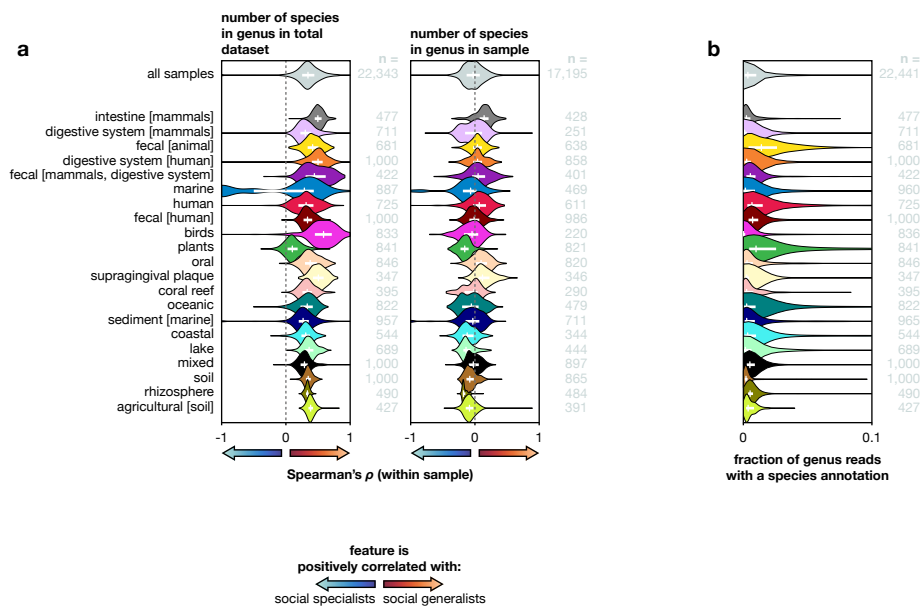 a
number of species
in genus in total
dataset
number of species
in genus in sample
b
n =
n =
n =
all samples
22,343
17,195
22,441
intestine [mammals]
477
428
477
digestive system [mammals]
711
251
711
fecal [animal]
681
638
681
digestive system [human]
1,000
858
1,000
fecal [mammals, digestive system]
422
401
422
marine
887
469
960
human
725
611
725
fecal [human]
1,000
986
1,000
birds
833
220
836
plants
841
821
841
oral
846
820
846
supragingival plaque
347
346
347
coral reef
395
290
395
oceanic
822
479
822
sediment [marine]
957
711
965
coastal
544
344
544
lake
689
444
689
mixed
1,000
897
1,000
soil
1,000
865
1,000
rhizosphere
490
484
490
agricultural [soil]
427
391
427
-1 0 1
-1 0 1
0 0.1
Spearman's ρ (within sample)
fraction of genus reads
with a species annotation
feature is
positively correlated with:
social specialists social generalists